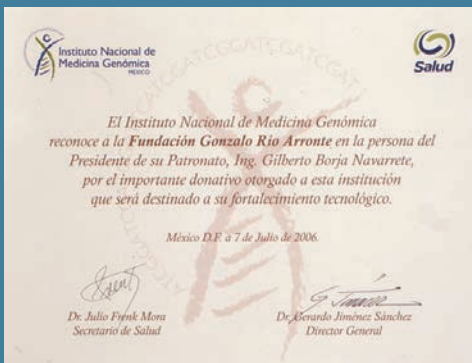 Instituto Nacional de
Medicina Genómica
MÉXICO
Salud
El Instituto Nacional de Medicina Genómica
reconoce a la Fundación Gonzalo Río Arronte en la persona del
Presidente de su Patronato, Ing. Gilberto Borja Navarrete,
por el importante donativo otorgado a esta institución
que será destinado a su fortalecimiento tecnológico.
México D.F. a 7 de Julio de 2006.
Dr. Julio Frenk Mora
Secretario de Salud
Dr. Gerardo Jiménez Sánchez
Director General